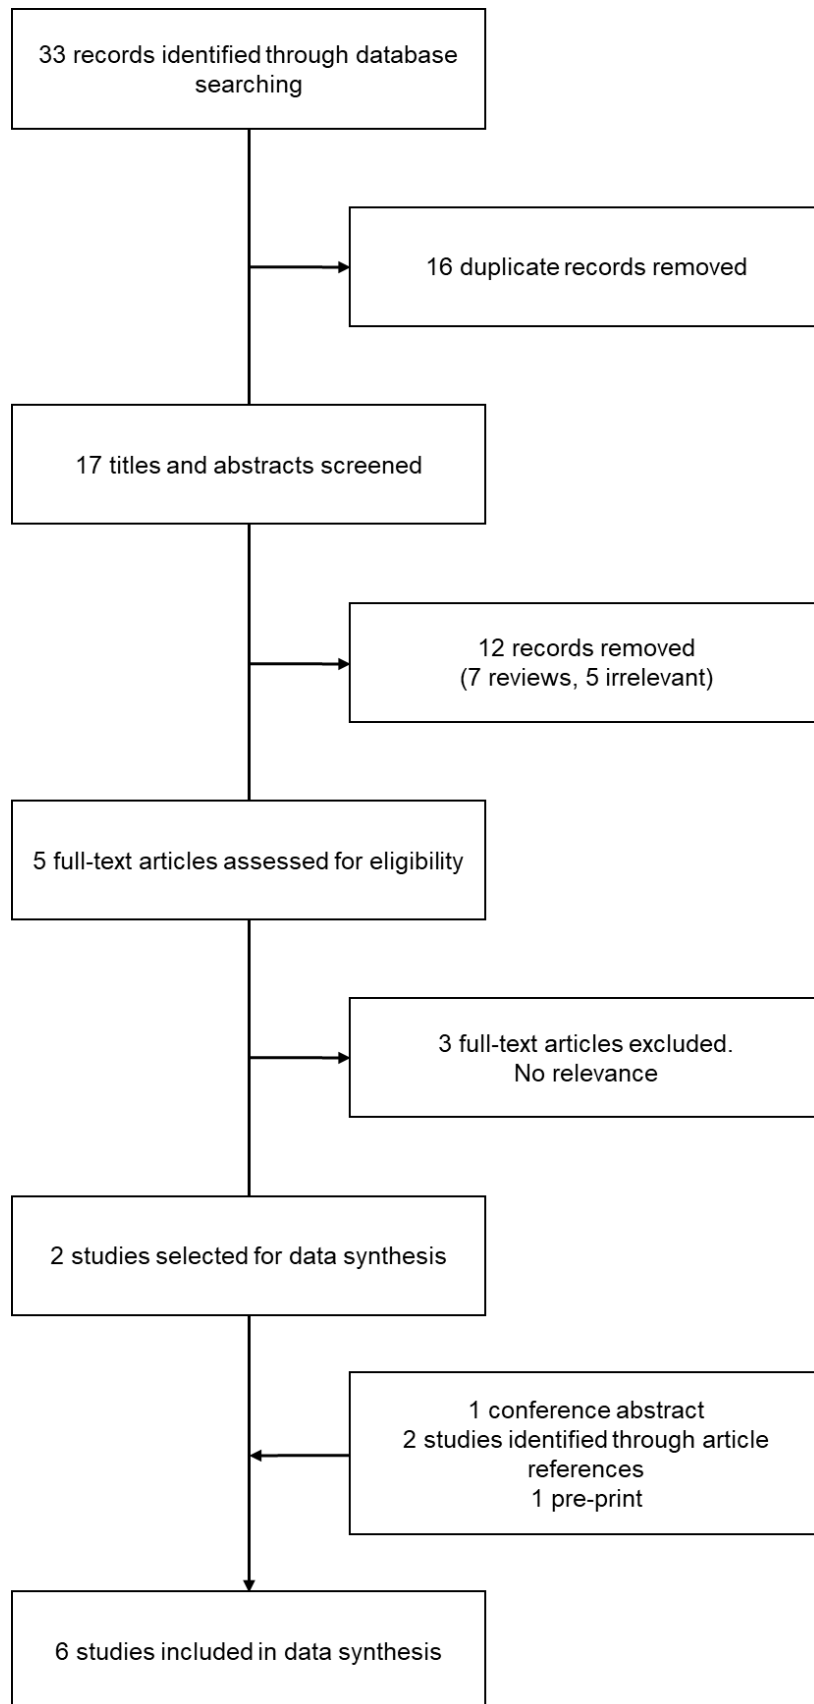 33 records identified through database
searching
16 duplicate records removed
17 titles and abstracts screened
12 records removed
(7 reviews, 5 irrelevant)
5 full-text articles assessed for eligibility
3 full-text articles excluded.
No relevance
2 studies selected for data synthesis
1 conference abstract
2 studies identified through article
references
1 pre-print
6 studies included in data synthesis